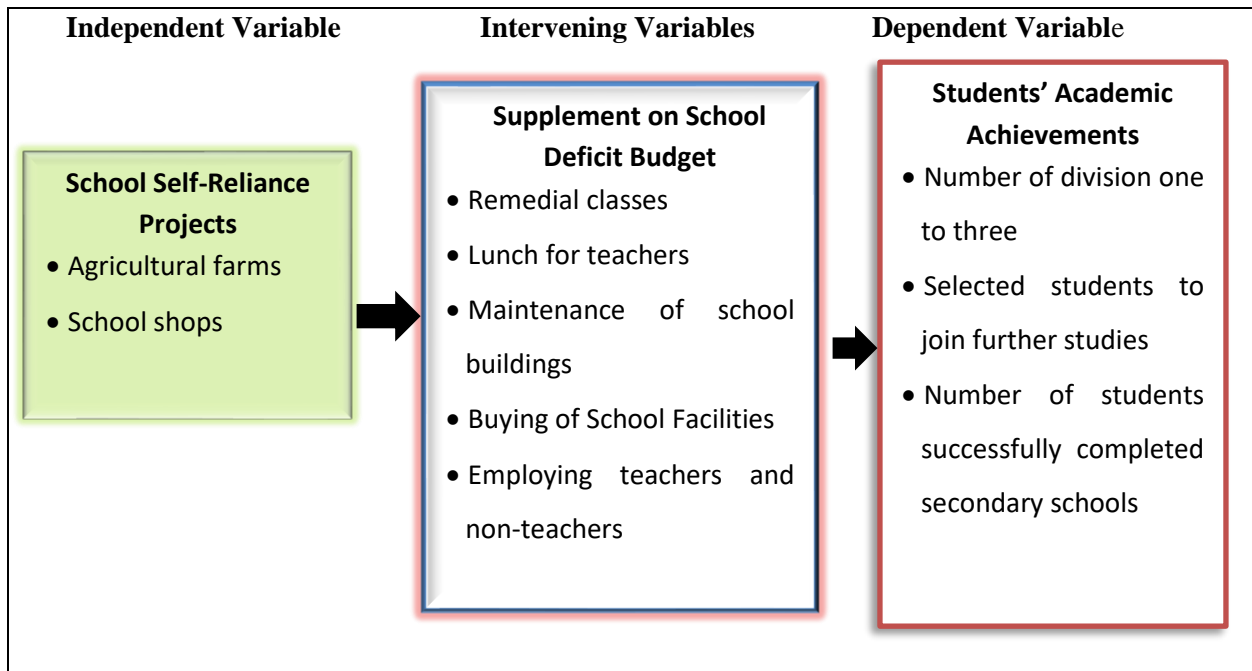 Independent Variable
Intervening Variables
Dependent Variable
School Self-Reliance
Projects
• Agricultural farms
• School shops
Supplement on School
Deficit Budget
• Remedial classes
• Lunch for teachers
• Maintenance of school
buildings
• Buying of School Facilities
• Employing teachers and
non-teachers
Students’ Academic
Achievements
• Number of division one
to three
• Selected students to
join further studies
• Number of students
successfully completed
secondary schools